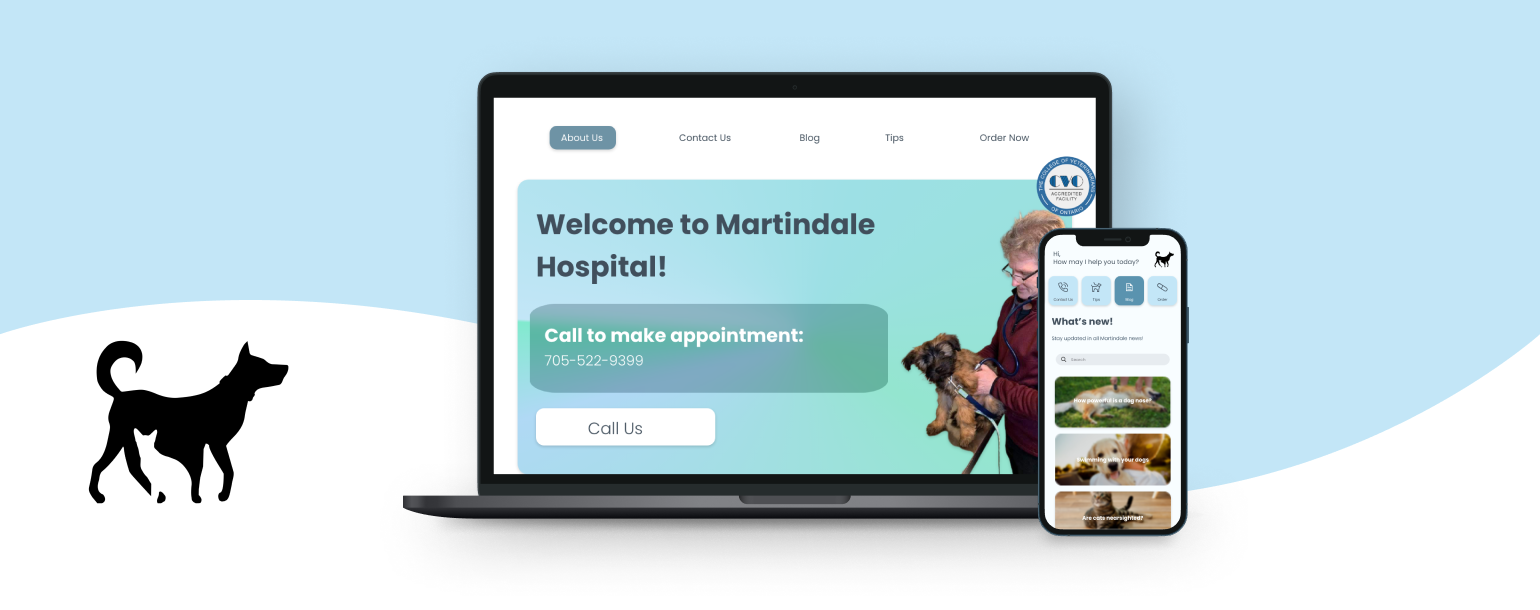 About Us
Contact Us
Blog
Tips
Order Now
THE COLLEGE OF VETERINARIANS
CVO
ACCREDITED
FACILITY
OF ONTARIO
Welcome to Martindale
Hospital!
Call to make appointment:
705-522-9399
Call Us
Hi,
How may I help you today?
Contact Us
Tips
Blog
Order
What's new!
Stay updated in all Martindale news!
Search
How powerful is a dog nose?
Swimming with your dogs
Are cats nearsighted?